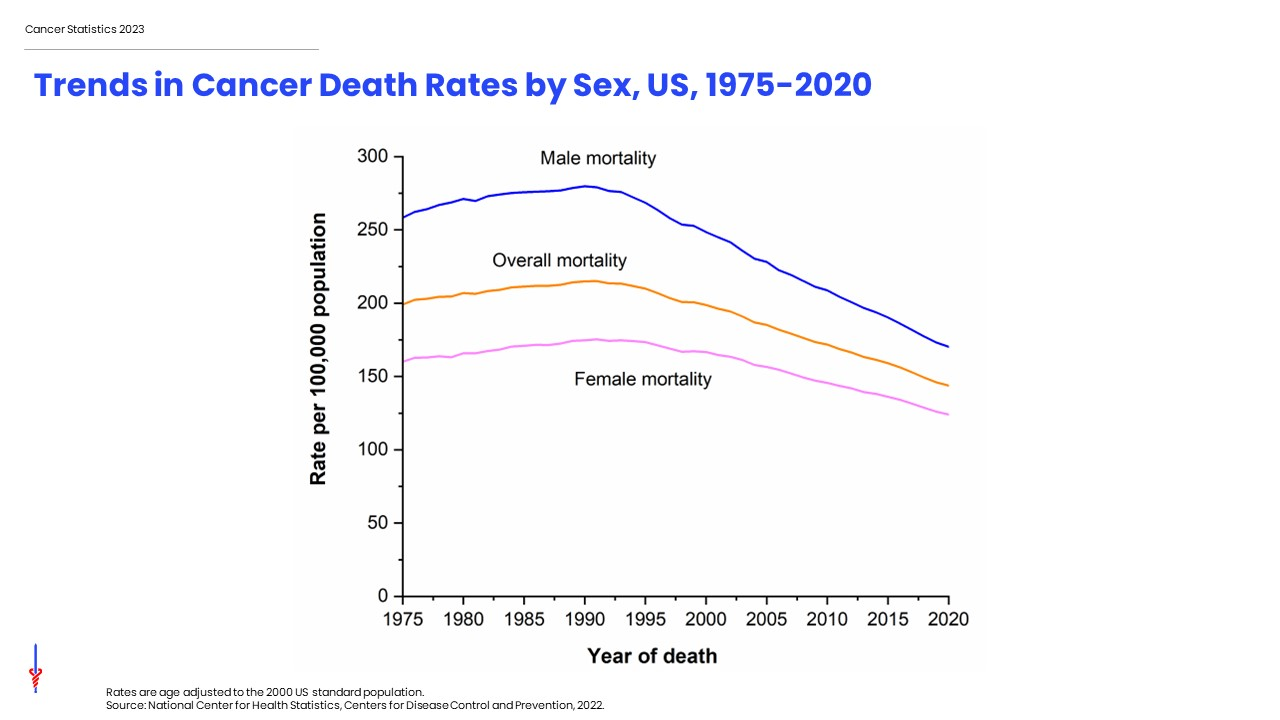 Cancer Statistics 2023
Trends in Cancer Death Rates by Sex, US, 1975-2020
Rate per 100,000 population
300
250
200
150
100
50
0
Male mortality
Overall mortality
Female mortality
1975 1980 1985 1990 1995 2000 2005 2010 2015 2020
Year of death
Rates are age adjusted to the 2000 US standard population.
Source: National Center for Health Statistics, Centers for Disease Control and Prevention, 2022.